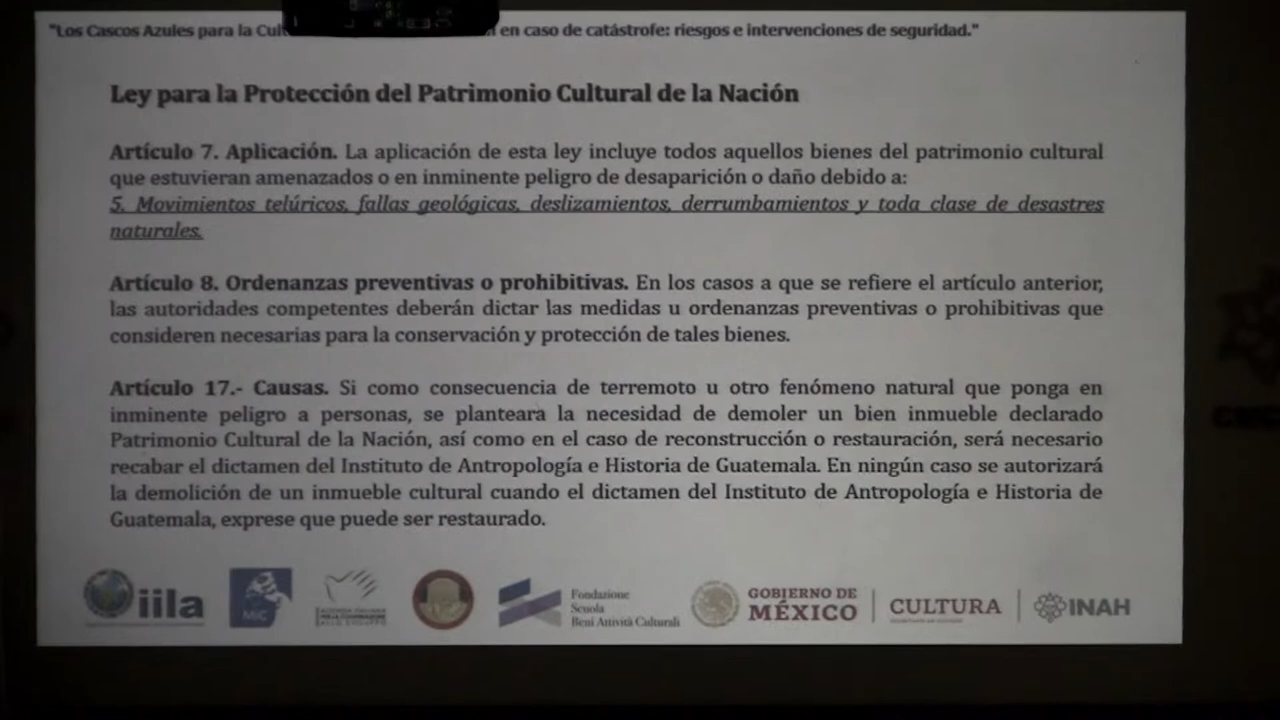 "Los Cascos Azules para la en caso de catástrofe: riesgos e intervenciones de seguridad."
Ley para la Protección del Patrimonio Cultural de la Nación
Artículo 7. Aplicación. La aplicación de esta ley incluye todos aquellos bienes del patrimonio cultural
que estuvieran amenazados o en inminente peligro de desaparición o daño debido a:
5. Movimientos telúricos, fallas geológicas, deslizamientos, derrumbamientos y toda clase de desastres
naturales.
Artículo 8. Ordenanzas preventivas o prohibitivas. En los casos a que se refiere el artículo anterior,
las autoridades competentes deberán dictar las medidas u ordenanzas preventivas o prohibitivas que
consideren necesarias para la conservación y protección de tales bienes.
Artículo 17.- Causas. Si como consecuencia de terremoto u otro fenómeno natural que ponga en
inminente peligro a personas, se planteara la necesidad de demoler un bien inmueble declarado
Patrimonio Cultural de la Nación, así como en el caso de reconstrucción o restauración, será necesario
recabar el dictamen del Instituto de Antropología e Historia de Guatemala. En ningún caso se autorizará
la demolición de un inmueble cultural cuando el dictamen del Instituto de Antropología e Historia de
Guatemala, exprese que puede ser restaurado.
iila
MiC
Fondazione
Scuola
Beni Attività Culturali
GOBIERNO DE
MÉXICO
CULTURA
INAH